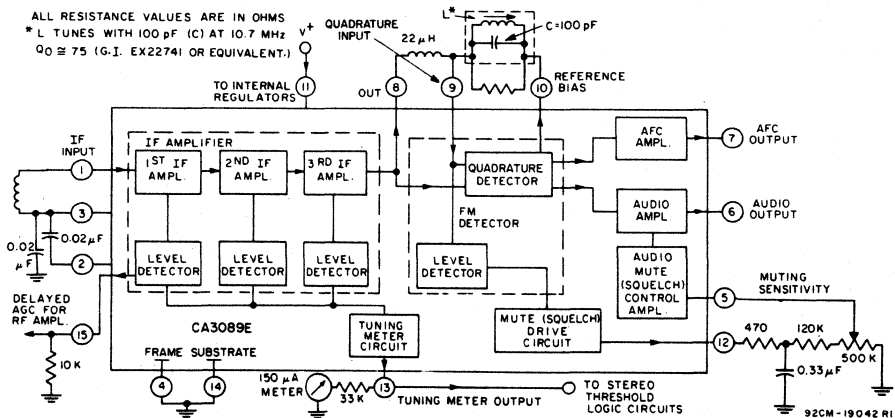 ALL RESISTANCE VALUES ARE IN OHMS
* L TUNES WITH 100 pF (C) AT 10.7 MHz
Q0 ≅ 75 (G.I. EX22741 OR EQUIVALENT.)
V+
11
TO INTERNAL
REGULATORS
QUADRATURE
INPUT
22 µH
L*
C=100 pF
8
OUT
9
10
REFERENCE
BIAS
IF
INPUT
1
3
2
0.02 µF
0.02
µF
IF AMPLIFIER
1ST IF
AMPL.
2ND IF
AMPL.
3RD IF
AMPL.
LEVEL
DETECTOR
LEVEL
DETECTOR
LEVEL
DETECTOR
QUADRATURE
DETECTOR
FM
DETECTOR
LEVEL
DETECTOR
AFC
AMPL.
7
AFC
OUTPUT
AUDIO
AMPL.
6
AUDIO
OUTPUT
AUDIO
MUTE
(SQUELCH)
CONTROL
AMPL.
5
MUTING
SENSITIVITY
DELAYED
AGC FOR
RF AMPL.
15
10 K
CA3089E
TUNING
METER
CIRCUIT
MUTE (SQUELCH)
DRIVE
CIRCUIT
12
470
120K
500K
0.33µF
FRAME
SUBSTRATE
4
14
150 µA
METER
33K
13
TUNING METER OUTPUT
TO STEREO
THRESHOLD
LOGIC CIRCUITS
92CM-19042 R1